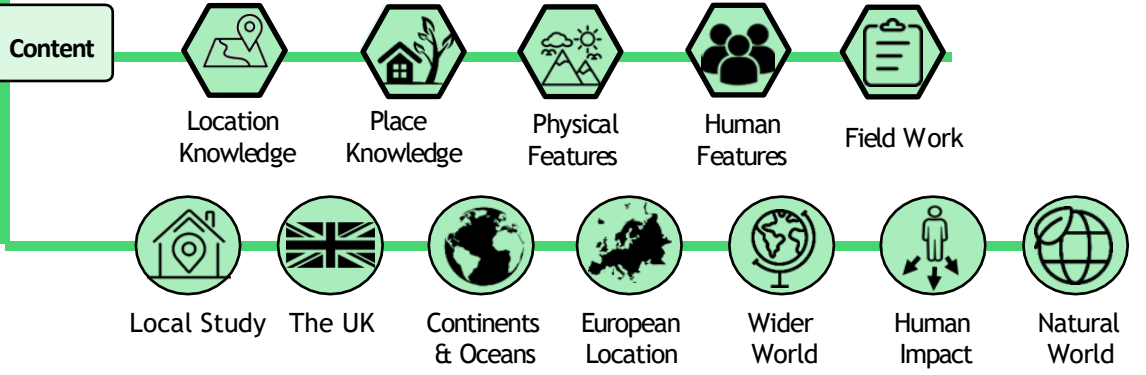 Content
Location
Knowledge
Place
Knowledge
Physical
Features
Human
Features
Field Work
Local Study
The UK
Continents
& Oceans
European
Location
Wider
World
Human
Impact
Natural
World